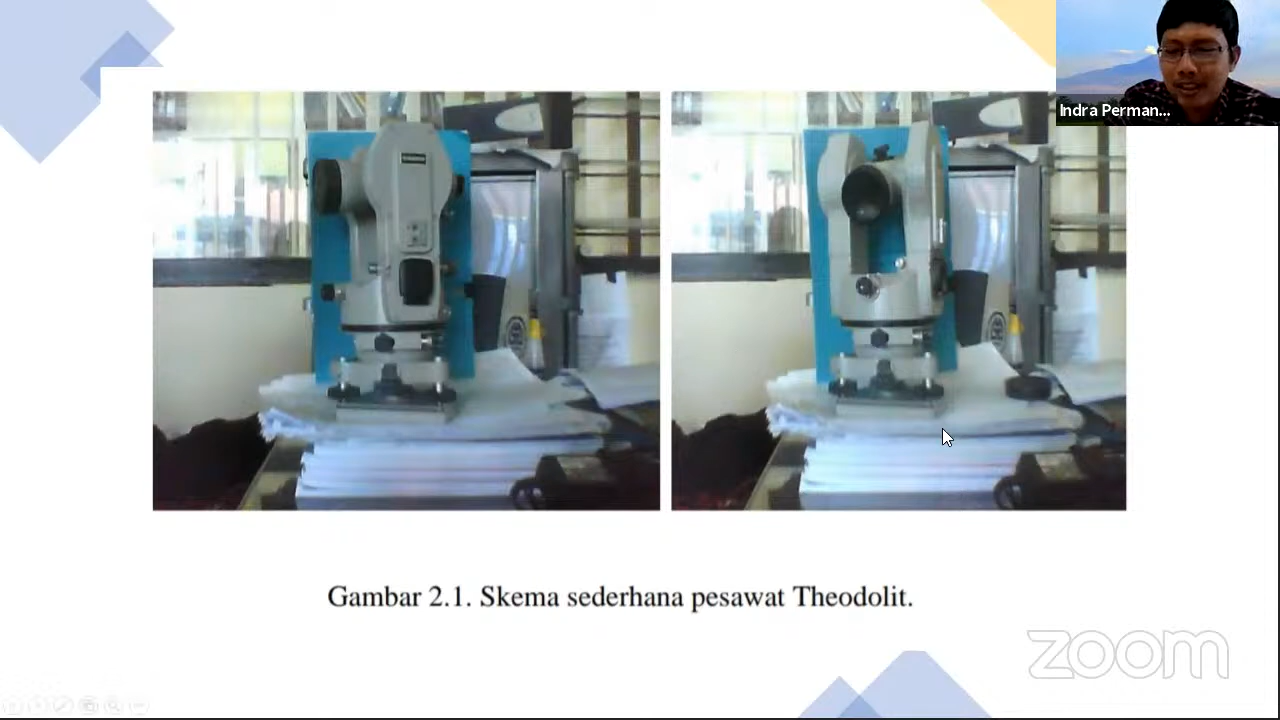 Indra Perman...
Gambar 2.1. Skema sederhana pesawat Theodolit.
zoom